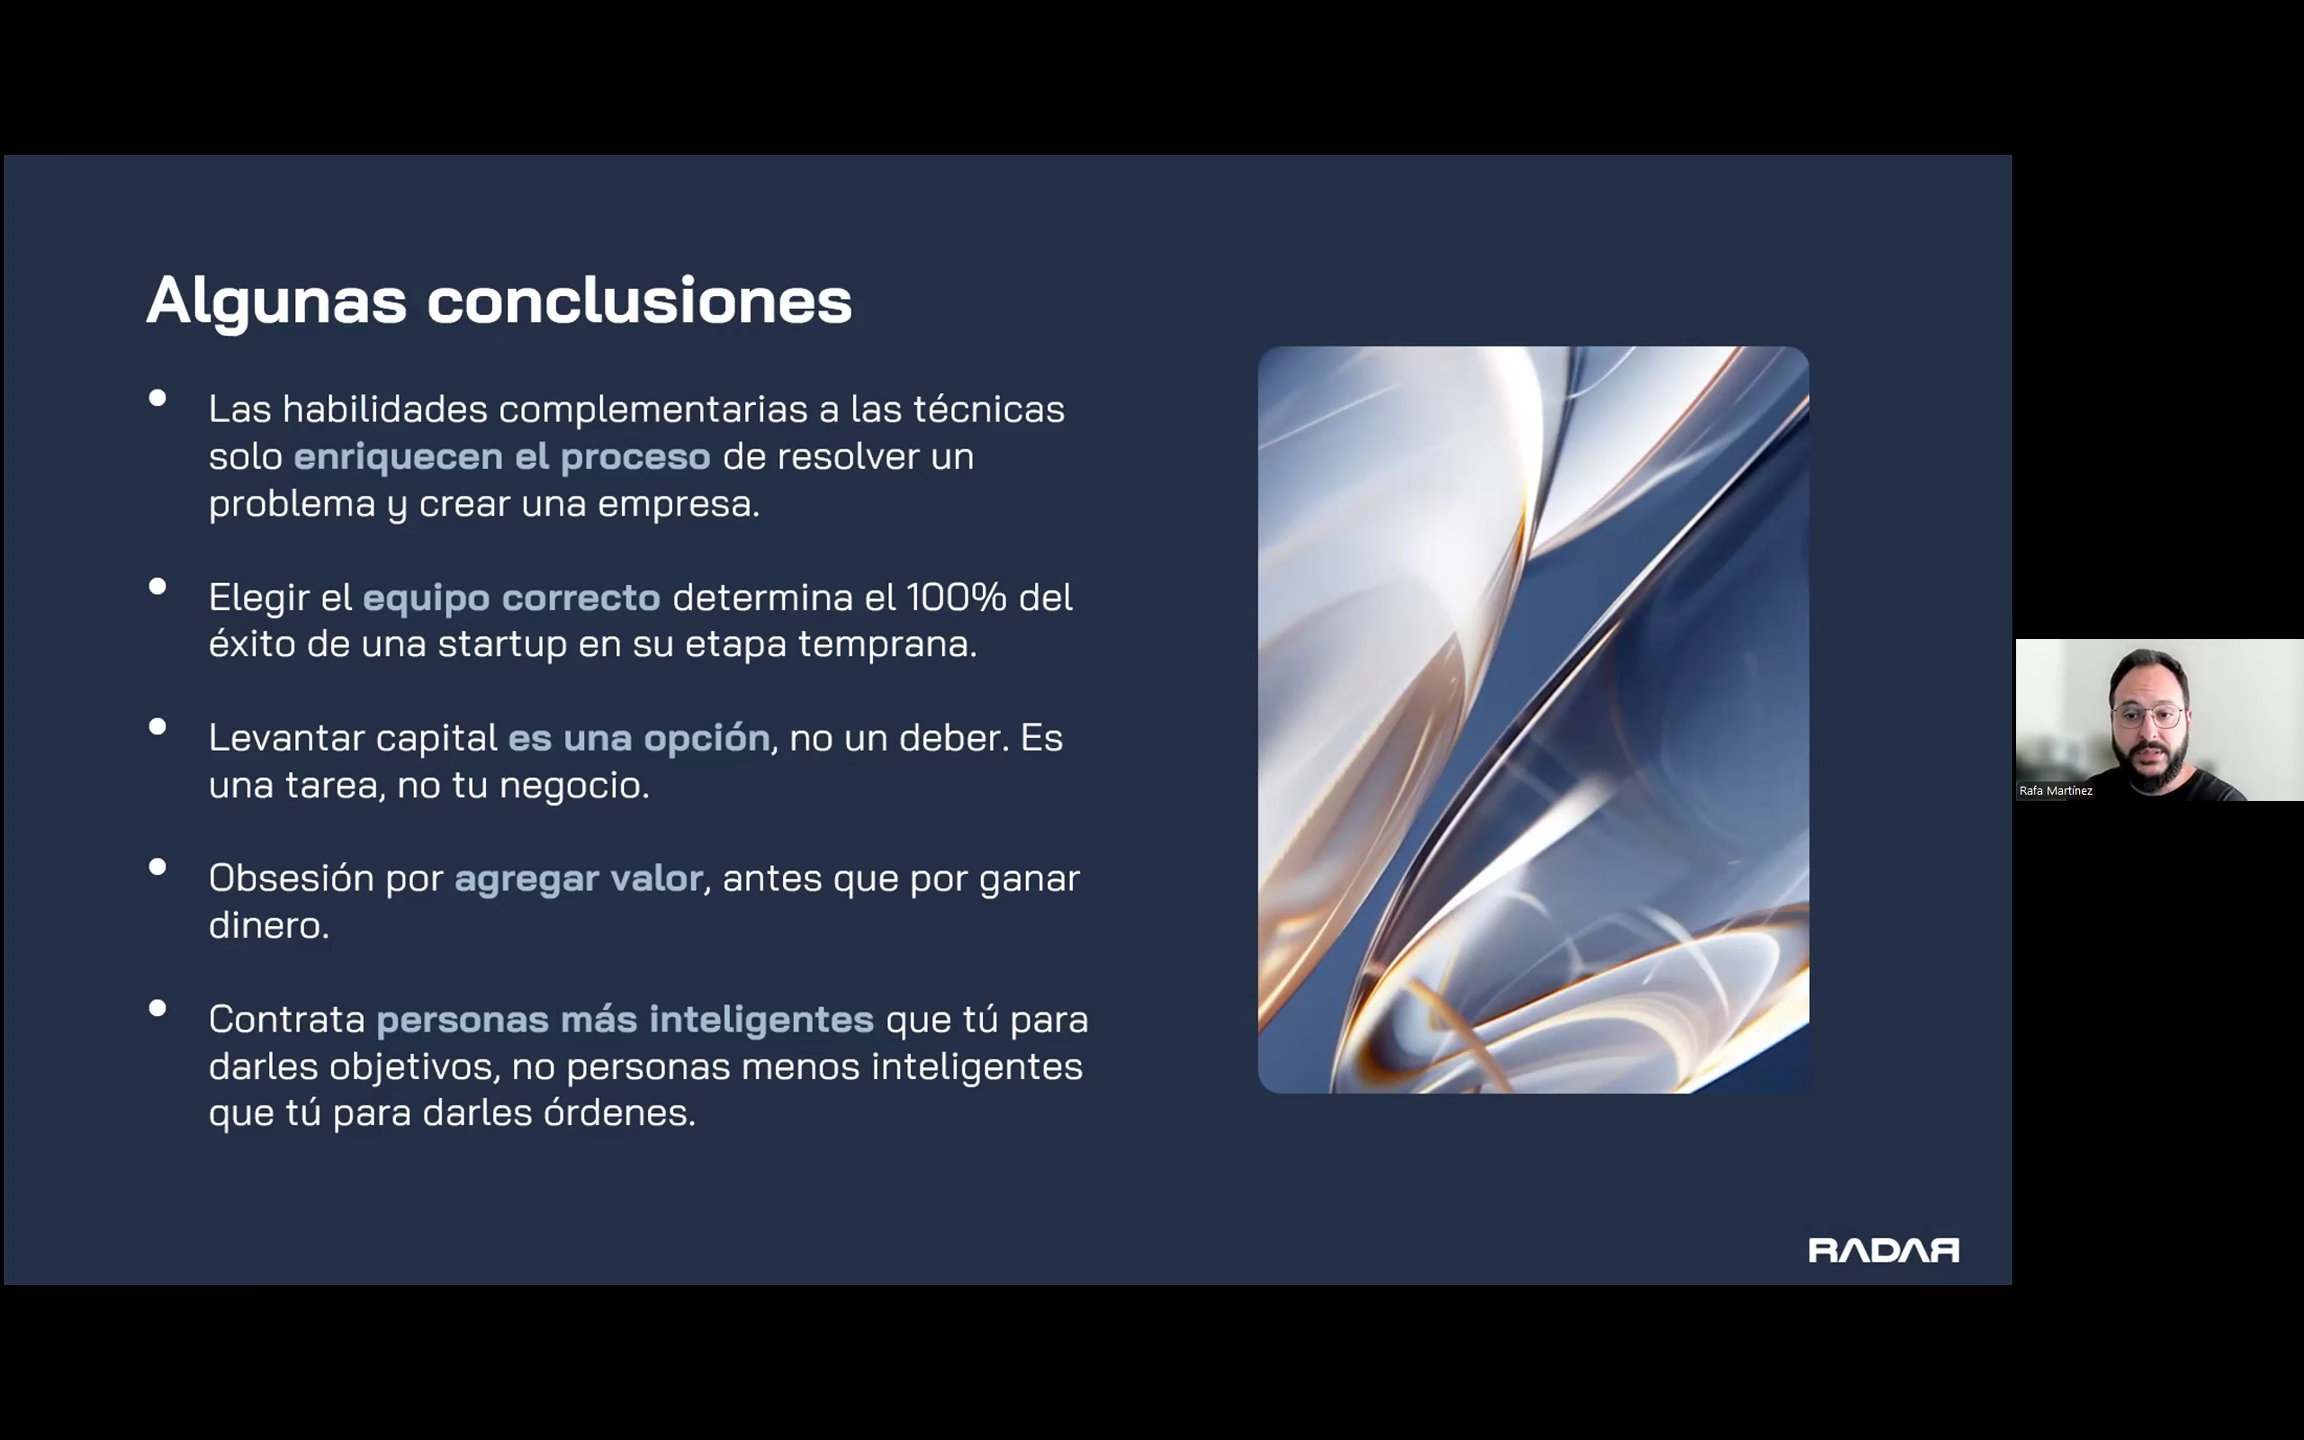 Algunas conclusiones
• Las habilidades complementarias a las técnicas
solo enriquecen el proceso de resolver un
problema y crear una empresa.
• Elegir el equipo correcto determina el 100% del
éxito de una startup en su etapa temprana.
• Levantar capital es una opción, no un deber. Es
una tarea, no tu negocio.
• Obsesión por agregar valor, antes que por ganar
dinero.
• Contrata personas más inteligentes que tú para
darles objetivos, no personas menos inteligentes
que tú para darles órdenes.
RADAR
Rafa Martínez